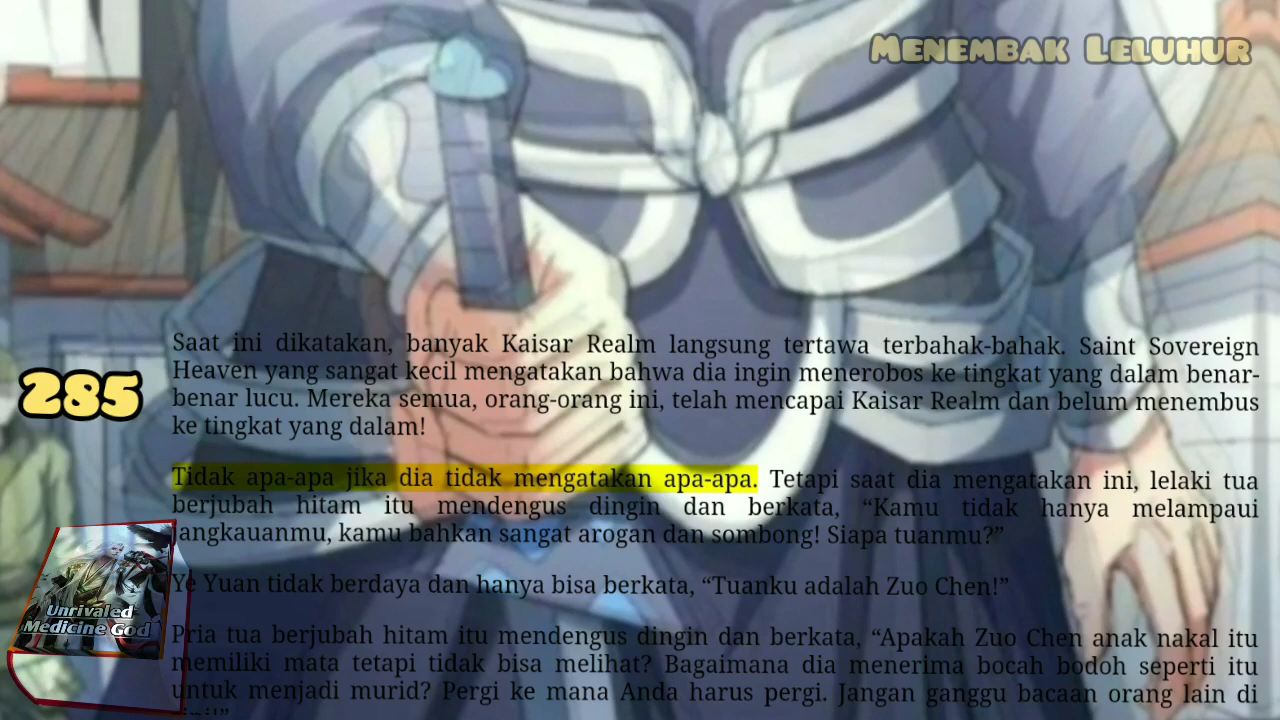 Menembak Leluhur
Saat ini dikatakan, banyak Kaisar Realm langsung tertawa terbahak-bahak. Saint Sovereign
Heaven yang sangat kecil mengatakan bahwa dia ingin menerobos ke tingkat yang dalam benar-
285
benar lucu. Mereka semua, orang-orang ini, telah mencapai Kaisar Realm dan belum menembus
ke tingkat yang dalam!
Tidak apa-apa jika dia tidak mengatakan apa-apa. Tetapi saat dia mengatakan ini, lelaki tua
berjubah hitam itu mendengus dingin dan berkata, “Kamu tidak hanya melampaui
jangkauanmu, kamu bahkan sangat arogan dan sombong! Siapa tuanmu?”
Ye Yuan tidak berdaya dan hanya bisa berkata, “Tuanku adalah Zuo Chen!”
Unrivaled
Medicine God
Pria tua berjubah hitam itu mendengus dingin dan berkata, “Apakah Zuo Chen anak nakal itu
memiliki mata tetapi tidak bisa melihat? Bagaimana dia menerima bocah bodoh seperti itu
untuk menjadi murid? Pergi ke mana Anda harus pergi. Jangan ganggu bacaan orang lain di